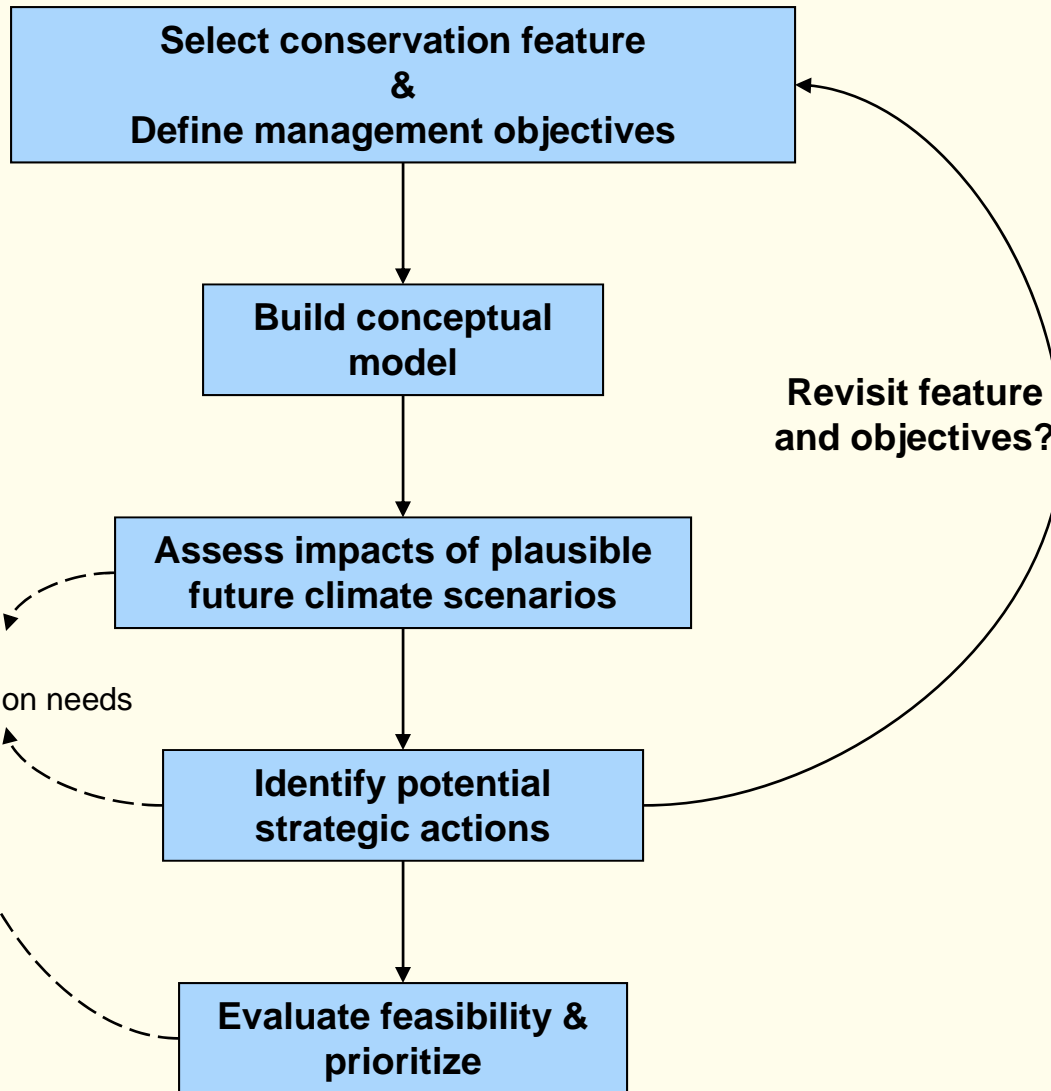 Select conservation feature
&
Define management objectives
Build conceptual
model
Revisit feature
and objectives?
Assess impacts of plausible
future climate scenarios
on needs
Identify potential
strategic actions
Evaluate feasibility &
prioritize